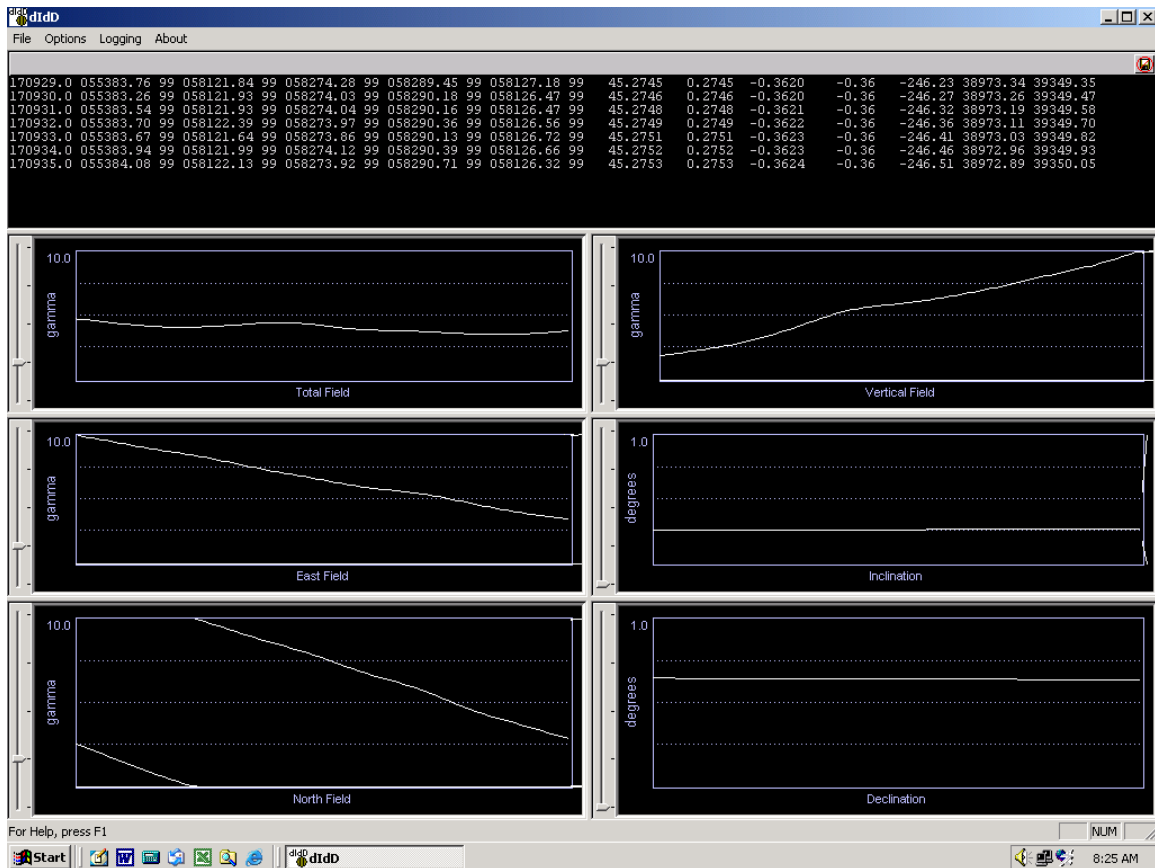 dIdD
File Options Logging About
170929.0 055383.76 99 058121.84 99 058274.28 99 058289.45 99 058127.18 99 45.2745 0.2745 -0.3620 -0.36 -246.23 38973.34 39349.35
170930.0 055383.26 99 058121.93 99 058274.03 99 058290.18 99 058126.47 99 45.2746 0.2746 -0.3620 -0.36 -246.27 38973.26 39349.47
170931.0 055383.54 99 058121.93 99 058274.04 99 058290.16 99 058126.47 99 45.2748 0.2748 -0.3621 -0.36 -246.32 38973.19 39349.58
170932.0 055383.70 99 058122.39 99 058273.97 99 058290.36 99 058126.56 99 45.2749 0.2749 -0.3622 -0.36 -246.36 38973.11 39349.70
170933.0 055383.67 99 058121.64 99 058273.86 99 058290.13 99 058126.72 99 45.2751 0.2751 -0.3623 -0.36 -246.41 38973.03 39349.82
170934.0 055383.94 99 058121.99 99 058274.12 99 058290.39 99 058126.66 99 45.2752 0.2752 -0.3623 -0.36 -246.46 38972.96 39349.93
170935.0 055384.08 99 058122.13 99 058273.92 99 058290.71 99 058126.32 99 45.2753 0.2753 -0.3624 -0.36 -246.51 38972.89 39350.05
10.0
gamma
Total Field
10.0
gamma
Vertical Field
10.0
gamma
East Field
1.0
degrees
Inclination
10.0
gamma
North Field
1.0
degrees
Declination
For Help, press F1
NUM
Start
dIdD
8:25 AM